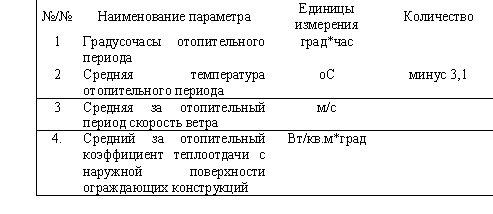 №/№ Наименование параметра Единицы измерения Количество
1 Градусочасы отопительного периода град*час
2 Средняя температура отопительного периода оС минус 3,1
3 Средняя за отопительный период скорость ветра м/с
4. Средний за отопительный коэффициент теплоотдачи с наружной поверхности ограждающих конструкций Вт/кв.м*град